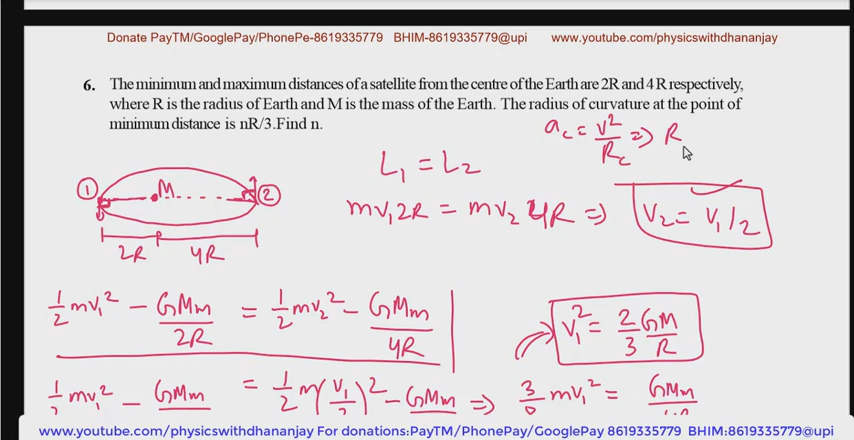 Donate PayTM/GooglePay/PhonePe-8619335779 BHIM-8619335779@upi www.youtube.com/physicswithdhananjay
6. The minimum and maximum distances of a satellite from the centre of the Earth are 2R and 4R respectively,
where R is the radius of Earth and M is the mass of the Earth. The radius of curvature at the point of
minimum distance is nR/3. Find n.
a_c = v²/R_c ⇒ R
L₁ = L₂
① M ②
mv₁2R = mv₂ 4R ⇒ v₂ = v₁/2
2R 4R
1/2 mv₁² - GMm/2R = 1/2 mv₂² - GMm/4R
v₁² = 2/3 GM/R
1/2 mv₁² - GMm = 1/2 m(v₁/2)² - GMm ⇒ 3/8 mv₁² = GMm
www.youtube.com/physicswithdhananjay For donations:PayTM/PhonePay/GooglePay 8619335779 BHIM:8619335779@upi